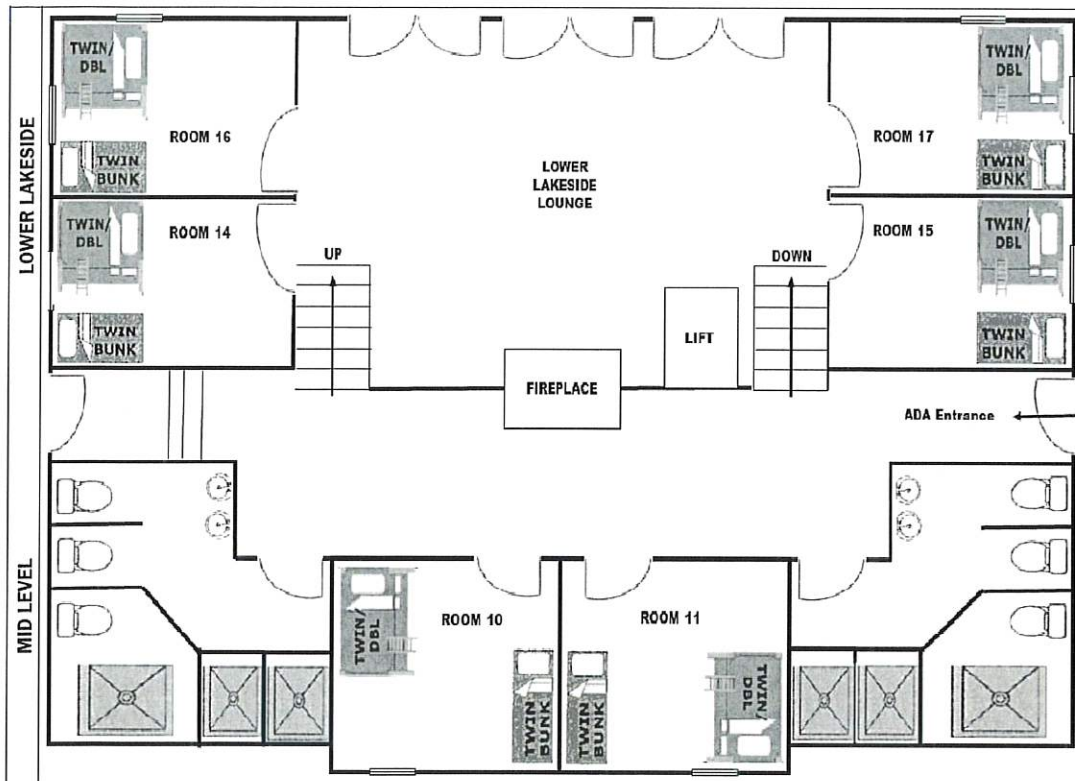 LOWER LAKESIDE
MID LEVEL
TWIN/
DBL
ROOM 16
TWIN
BUNK
TWIN/
DBL
ROOM 14
TWIN
BUNK
UP
LOWER
LAKESIDE
LOUNGE
DOWN
LIFT
FIREPLACE
TWIN/
DBL
ROOM 17
TWIN
BUNK
TWIN/
DBL
ROOM 15
TWIN
BUNK
ADA Entrance
TWIN/
DBL
ROOM 10
TWIN
BUNK
TWIN
BUNK
ROOM 11
TWIN/
DBL